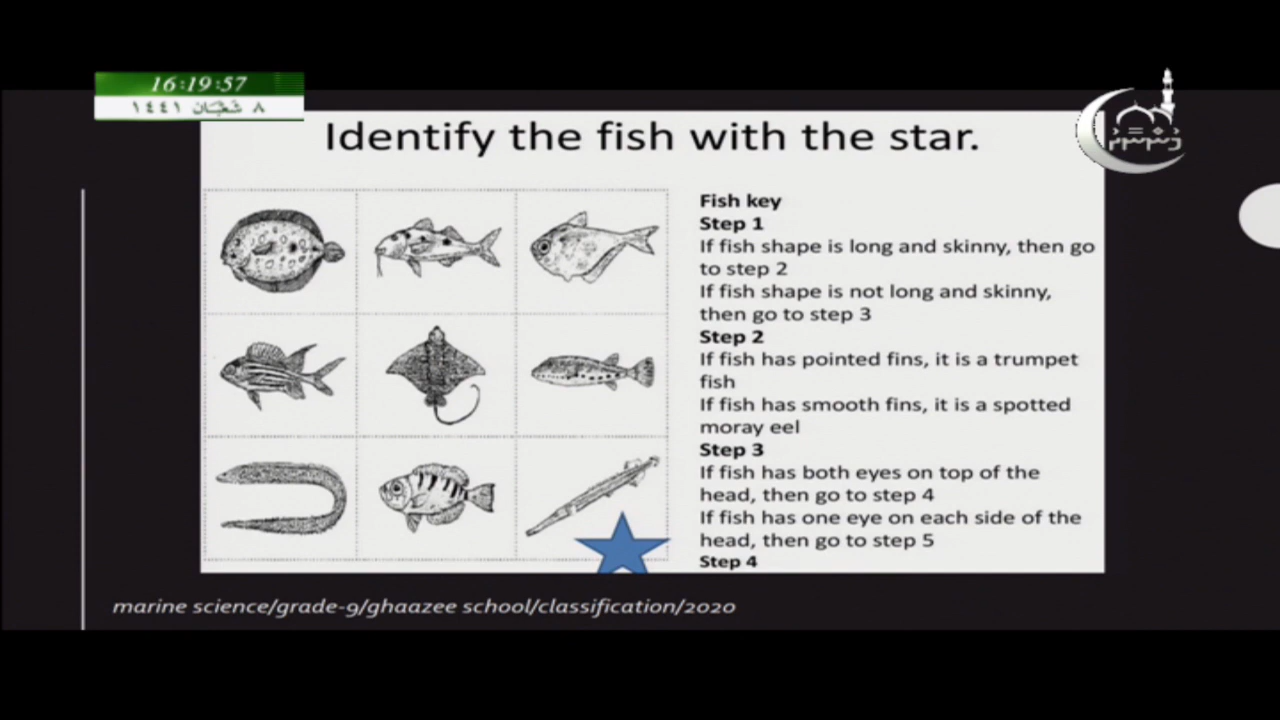 16:19:57
٨ شَعْبَان ١٤٤١
Identify the fish with the star.
Fish key
Step 1
If fish shape is long and skinny, then go
to step 2
If fish shape is not long and skinny,
then go to step 3
Step 2
If fish has pointed fins, it is a trumpet
fish
If fish has smooth fins, it is a spotted
moray eel
Step 3
If fish has both eyes on top of the
head, then go to step 4
If fish has one eye on each side of the
head, then go to step 5
Step 4
marine science/grade-9/ghaazee school/classification/2020